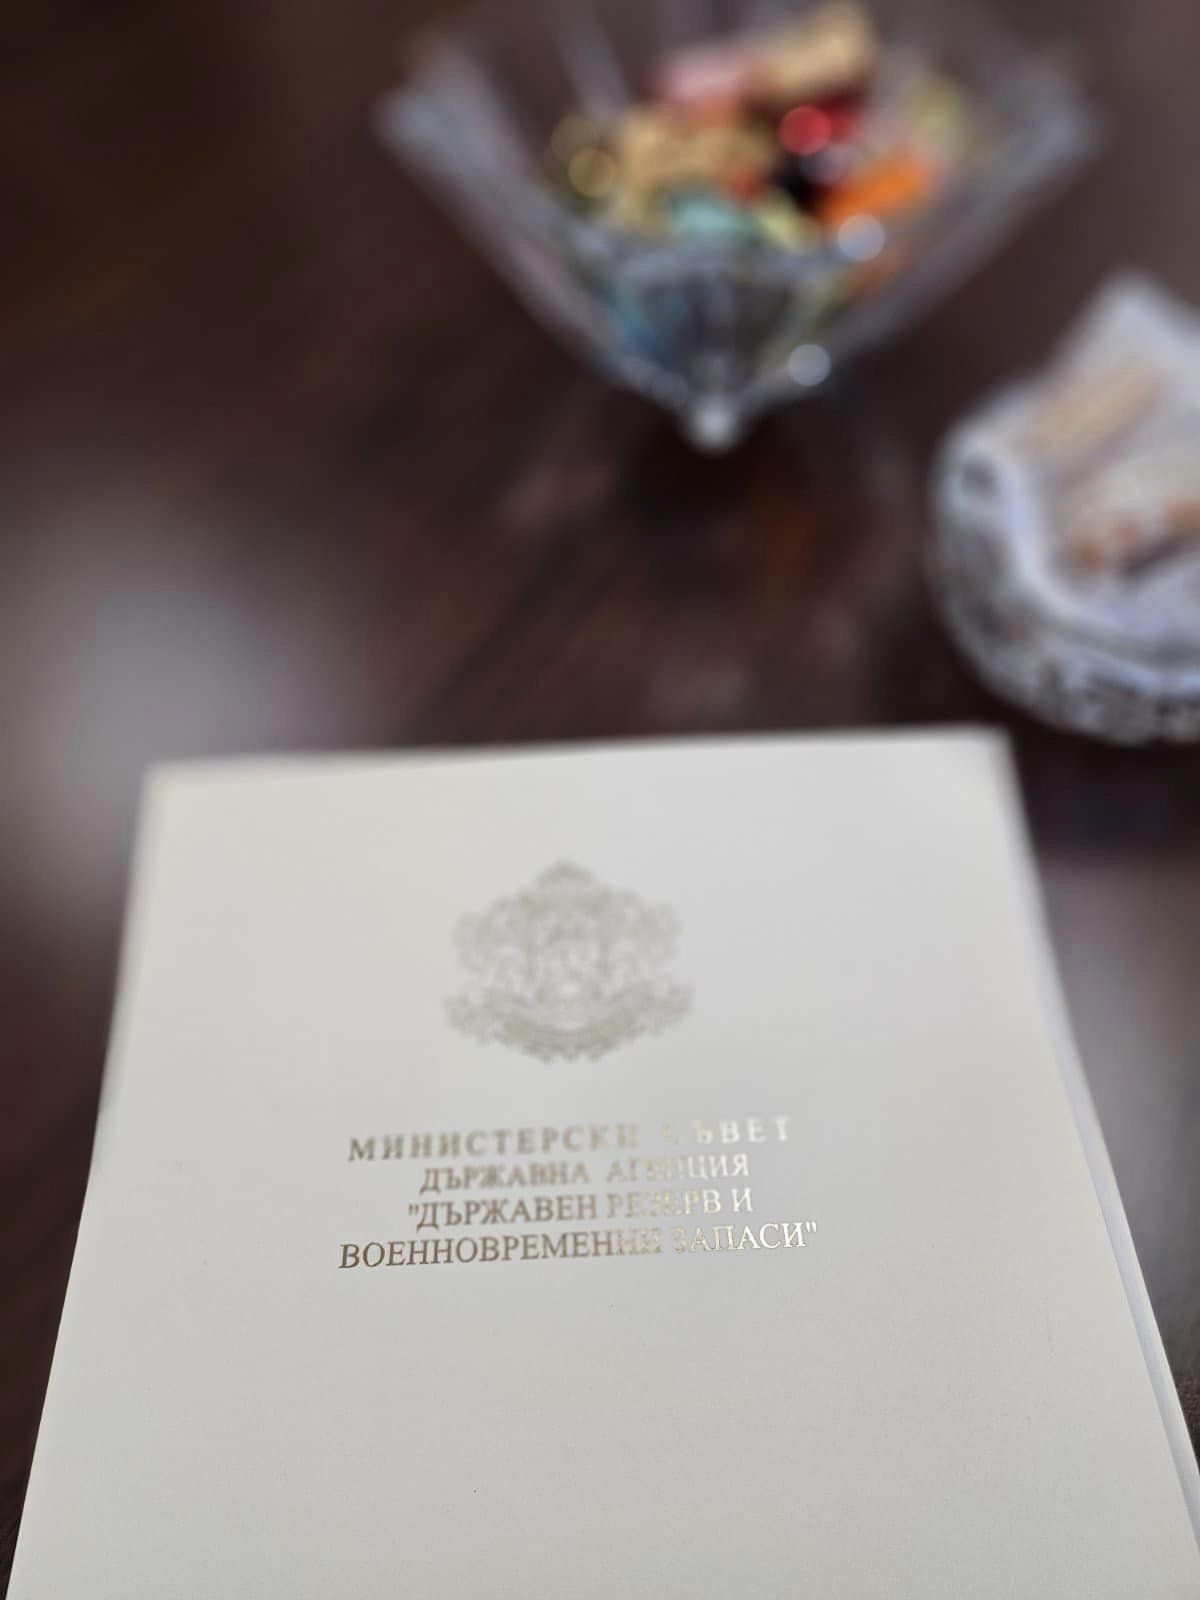 МИНИСТЕРСКИ СЪВЕТ
ДЪРЖАВНА АГЕНЦИЯ
"ДЪРЖАВЕН РЕЗЕРВ И
ВОЕННОВРЕМЕННИ ЗАПАСИ"